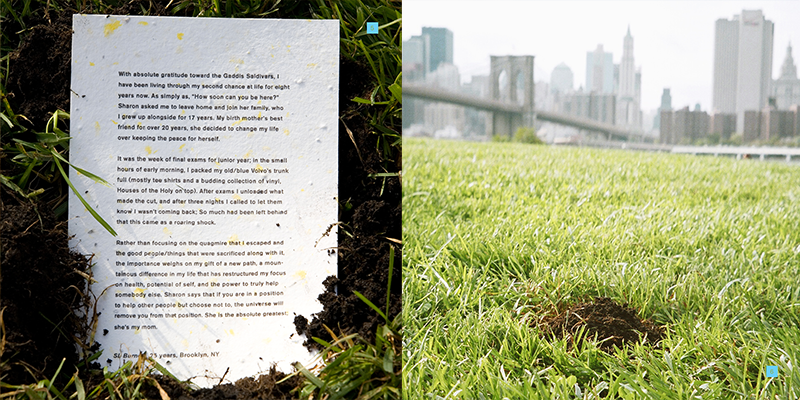 With absolute gratitude toward the Gaddis Saldivars, I
have been living through my second chance at life for eight
years now. As simply as, "How soon can you be here?"
Sharon asked me to leave home and join her family, who
I grew up alongside for 17 years. My birth mother's best
friend for over 20 years, she decided to change my life
over keeping the peace for herself.
It was the week of final exams for junior year; in the small
hours of early morning, I packed my old/blue Volvo's trunk
full (mostly tee shirts and a budding collection of vinyl,
Houses of the Holy on top). After exams I unloaded what
made the cut, and after three nights I called to let them
know I wasn't coming back; So much had been left behind
that this came as a roaring shock.
Rather than focusing on the quagmire that I escaped and
the good people/things that were sacrificed along with it,
the importance weighs on my gift of a new path, a moun-
tainous difference in my life that has restructured my focus
on health, potential of self, and the power to truly help
somebody else. Sharon says that if you are in a position
to help other people but choose not to, the universe will
remove you from that position. She is the absolute greatest;
she's my mom.
25 years, Brooklyn, NY